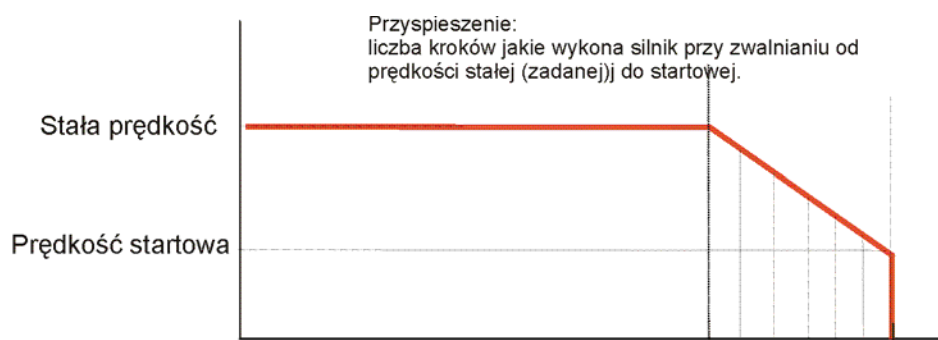 Przyspieszenie:
liczba kroków jakie wykona silnik przy zwalnianiu od
prędkości stałej (zadanej)j do startowej.
Stała prędkość
Prędkość startowa